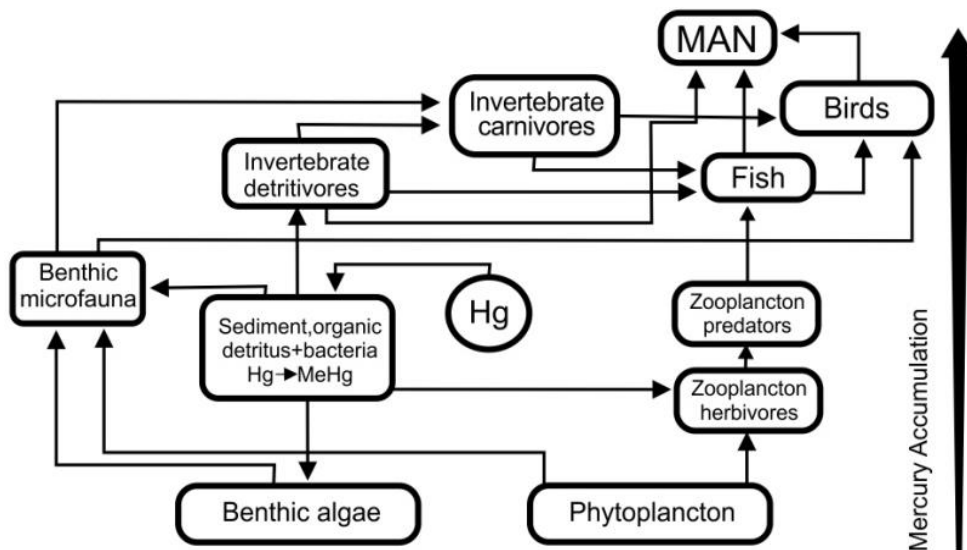 MAN
Invertebrate
carnivores
Birds
Invertebrate
detritivores
Fish
Benthic
microfauna
Sediment,organic
detritus+bacteria
Hg→MeHg
Hg
Zooplancton
predators
Zooplancton
herbivores
Benthic algae
Phytoplancton
Mercury Accumulation